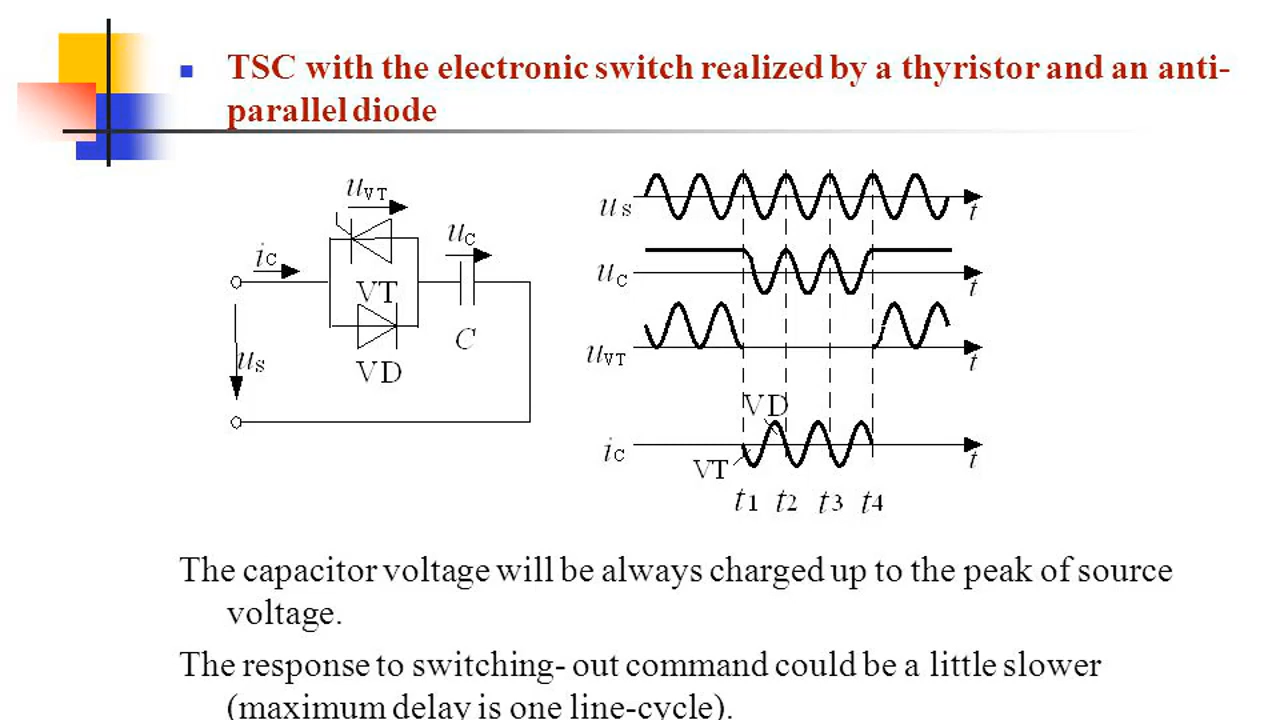 TSC with the electronic switch realized by a thyristor and an anti-
parallel diode
uVT
iC
uC
VT
C
uS
VD
uS
t
uC
t
uVT
t
VD
iC
VT
t
t1 t2 t3 t4
The capacitor voltage will be always charged up to the peak of source
voltage.
The response to switching- out command could be a little slower
(maximum delay is one line-cycle).